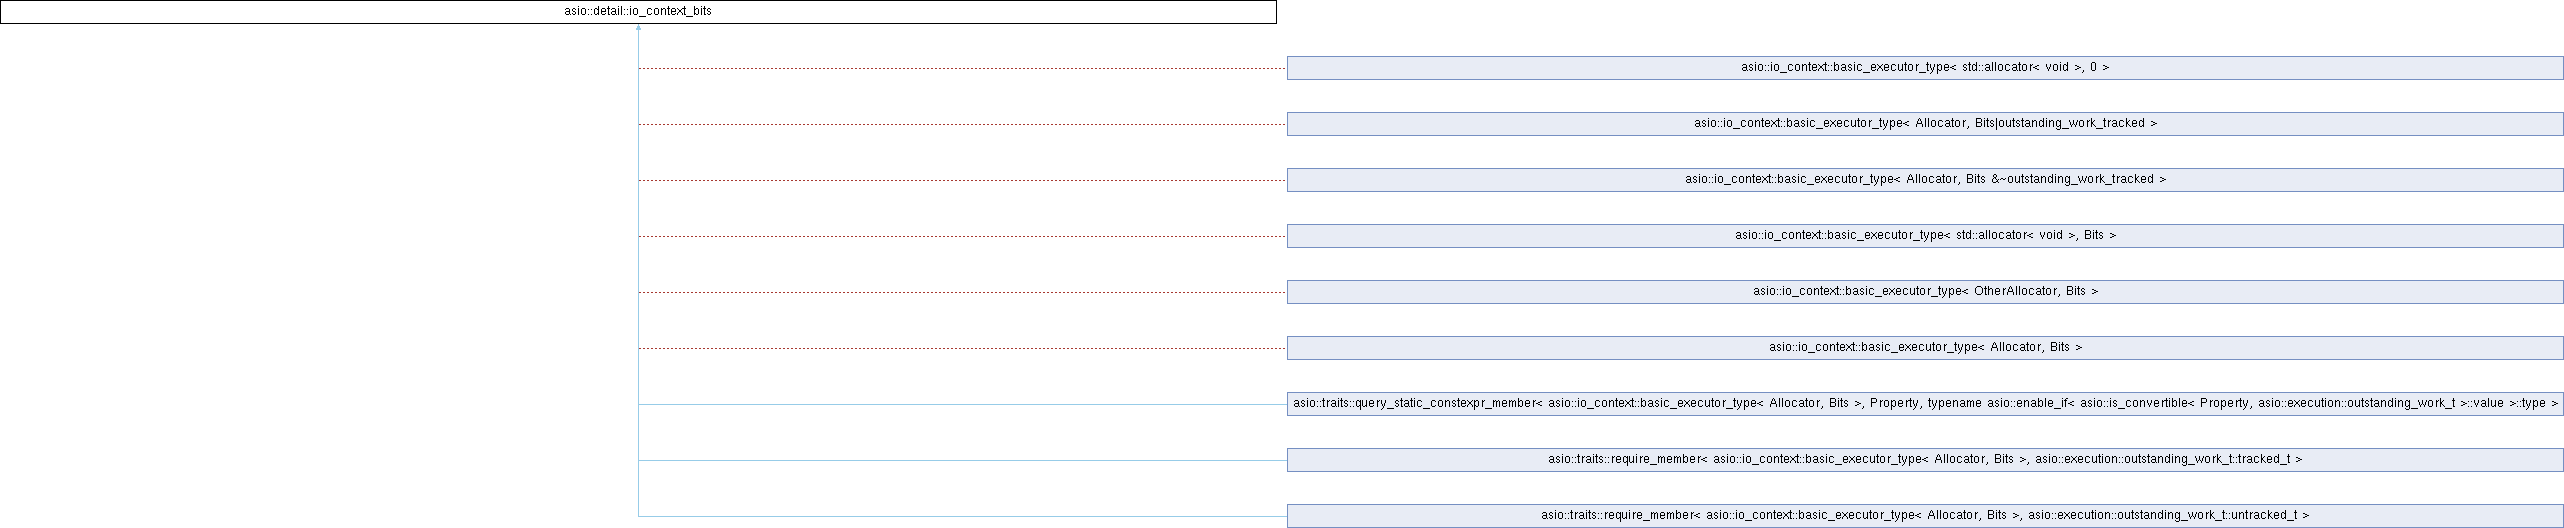 asio::detail::io_context_bits
asio::io_context::basic_executor_type< std::allocator< void >, 0 >
asio::io_context::basic_executor_type< Allocator, Bits|outstanding_work_tracked >
asio::io_context::basic_executor_type< Allocator, Bits &~outstanding_work_tracked >
asio::io_context::basic_executor_type< std::allocator< void >, Bits >
asio::io_context::basic_executor_type< OtherAllocator, Bits >
asio::io_context::basic_executor_type< Allocator, Bits >
asio::traits::query_static_constexpr_member< asio::io_context::basic_executor_type< Allocator, Bits >, Property, typename asio::enable_if< asio::is_convertible< Property, asio::execution::outstanding_work_t >::value >::type >
asio::traits::require_member< asio::io_context::basic_executor_type< Allocator, Bits >, asio::execution::outstanding_work_t::tracked_t >
asio::traits::require_member< asio::io_context::basic_executor_type< Allocator, Bits >, asio::execution::outstanding_work_t::untracked_t >